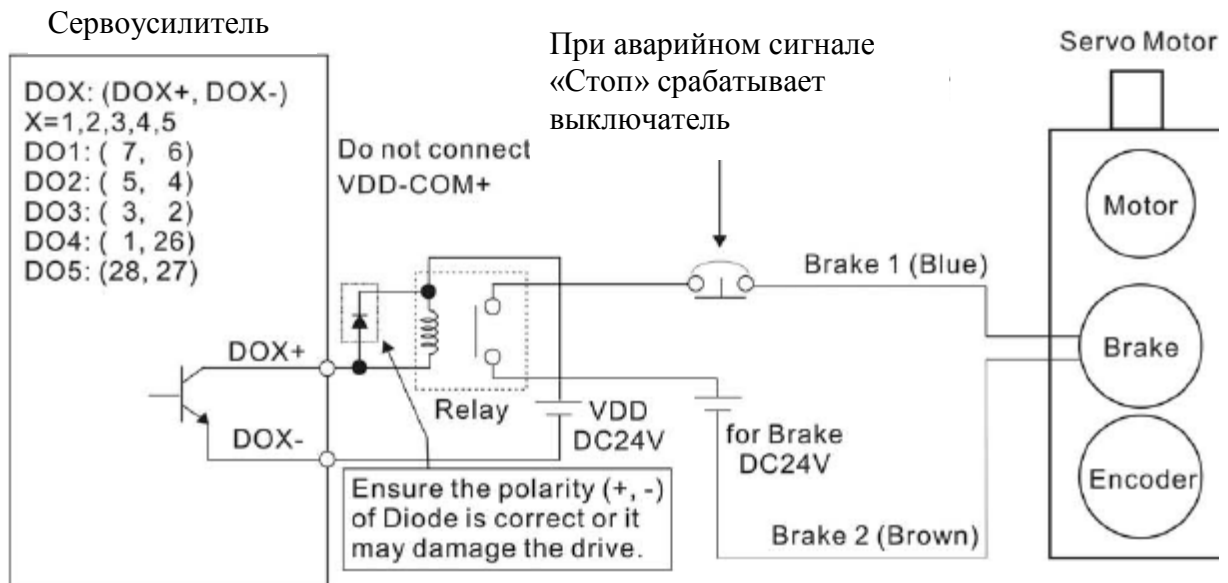 Сервоусилитель
DOX: (DOX+, DOX-)
X=1,2,3,4,5
DO1: ( 7, 6)
DO2: ( 5, 4)
DO3: ( 3, 2)
DO4: ( 1, 26)
DO5: (28, 27)
DOX+
DOX-
Do not connect
VDD-COM+
Relay
VDD
DC24V
Ensure the polarity (+, -)
of Diode is correct or it
may damage the drive.
При аварийном сигнале
«Стоп» срабатывает
выключатель
Brake 1 (Blue)
for Brake
DC24V
Brake 2 (Brown)
Servo Motor
Motor
Brake
Encoder